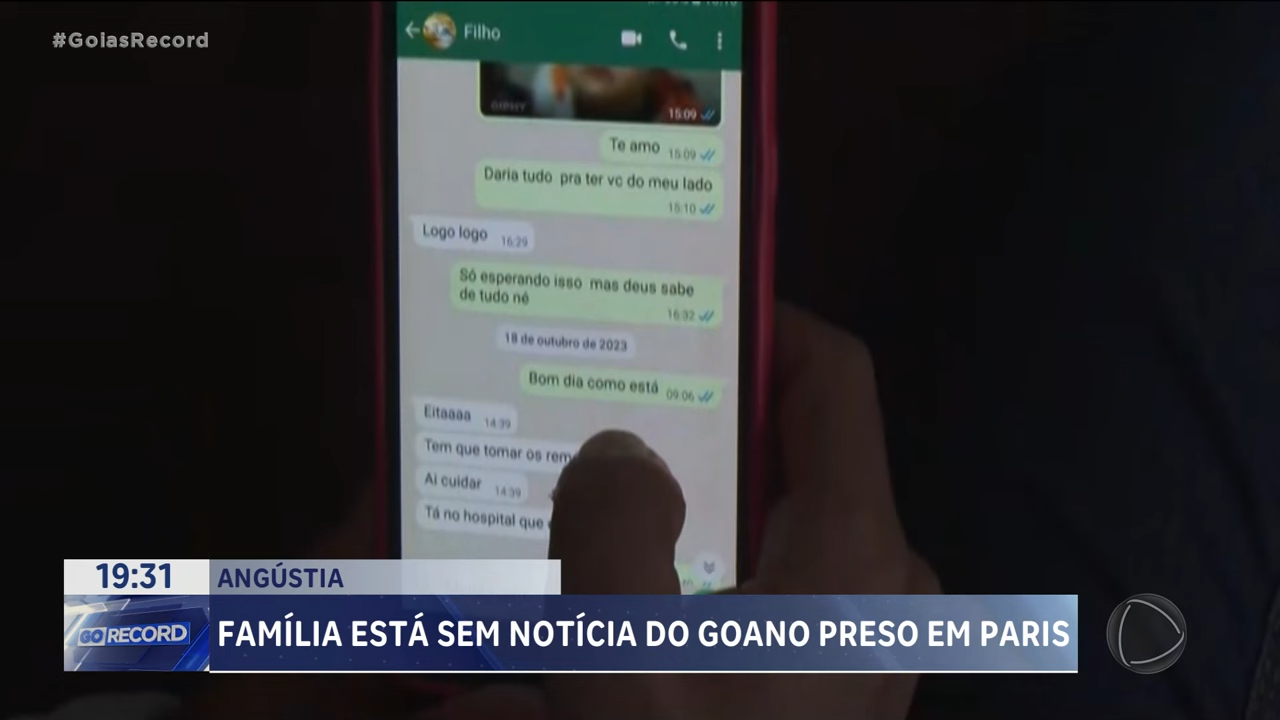 #GoiasRecord
Filho
GIPHY
15:09
Te amo 15:09
Daria tudo pra ter vc do meu lado
15:10
Logo logo 16:29
Só esperando isso mas deus sabe
de tudo né
16:32
18 de outubro de 2023
Bom dia como está 09:06
Eitaaaa 14:39
Tem que tomar os
Ai cuidar 14:39
Tá no hospital que
19:31 ANGÚSTIA
GO RECORD
FAMÍLIA ESTÁ SEM NOTÍCIA DO GOANO PRESO EM PARIS